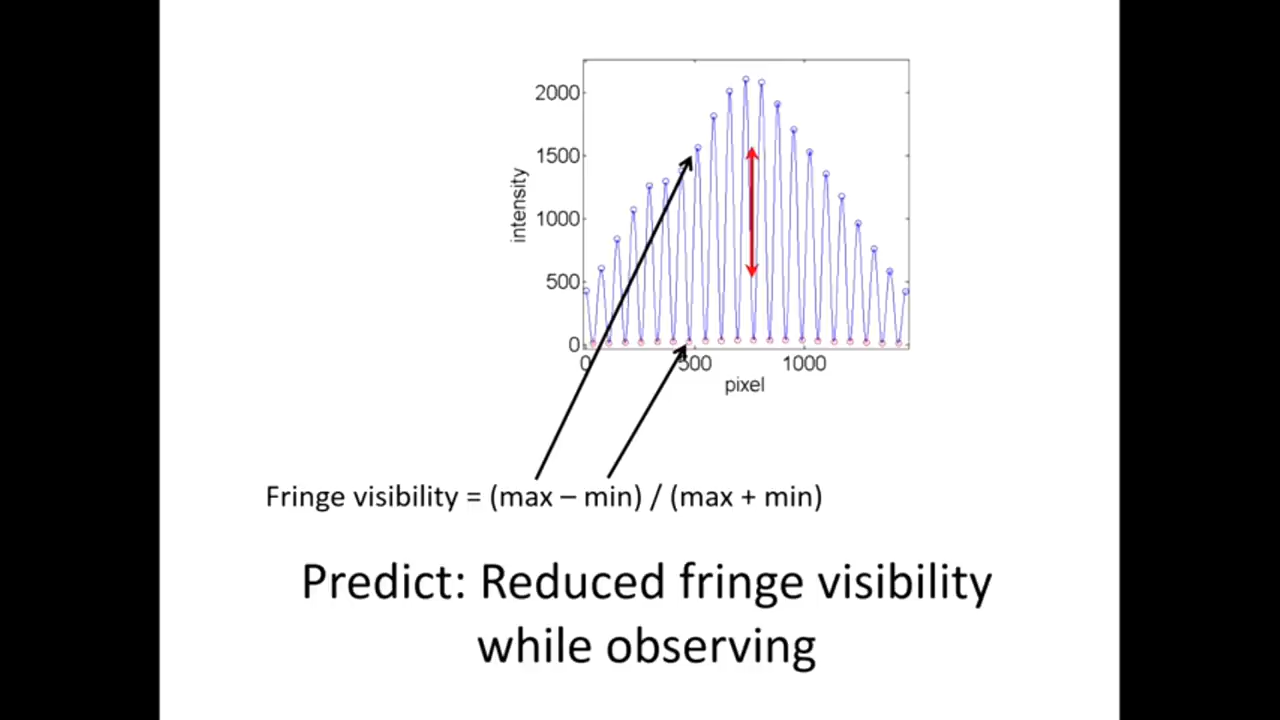 2000
1500
1000
500
0
intensity
0
500
1000
pixel
Fringe visibility = (max – min) / (max + min)
Predict: Reduced fringe visibility
while observing